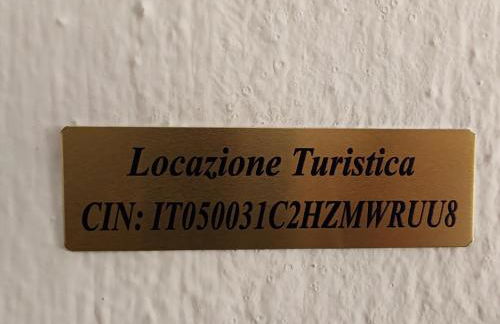 Locazione Turistica
CIN: IT050031C2HZMWRUU8